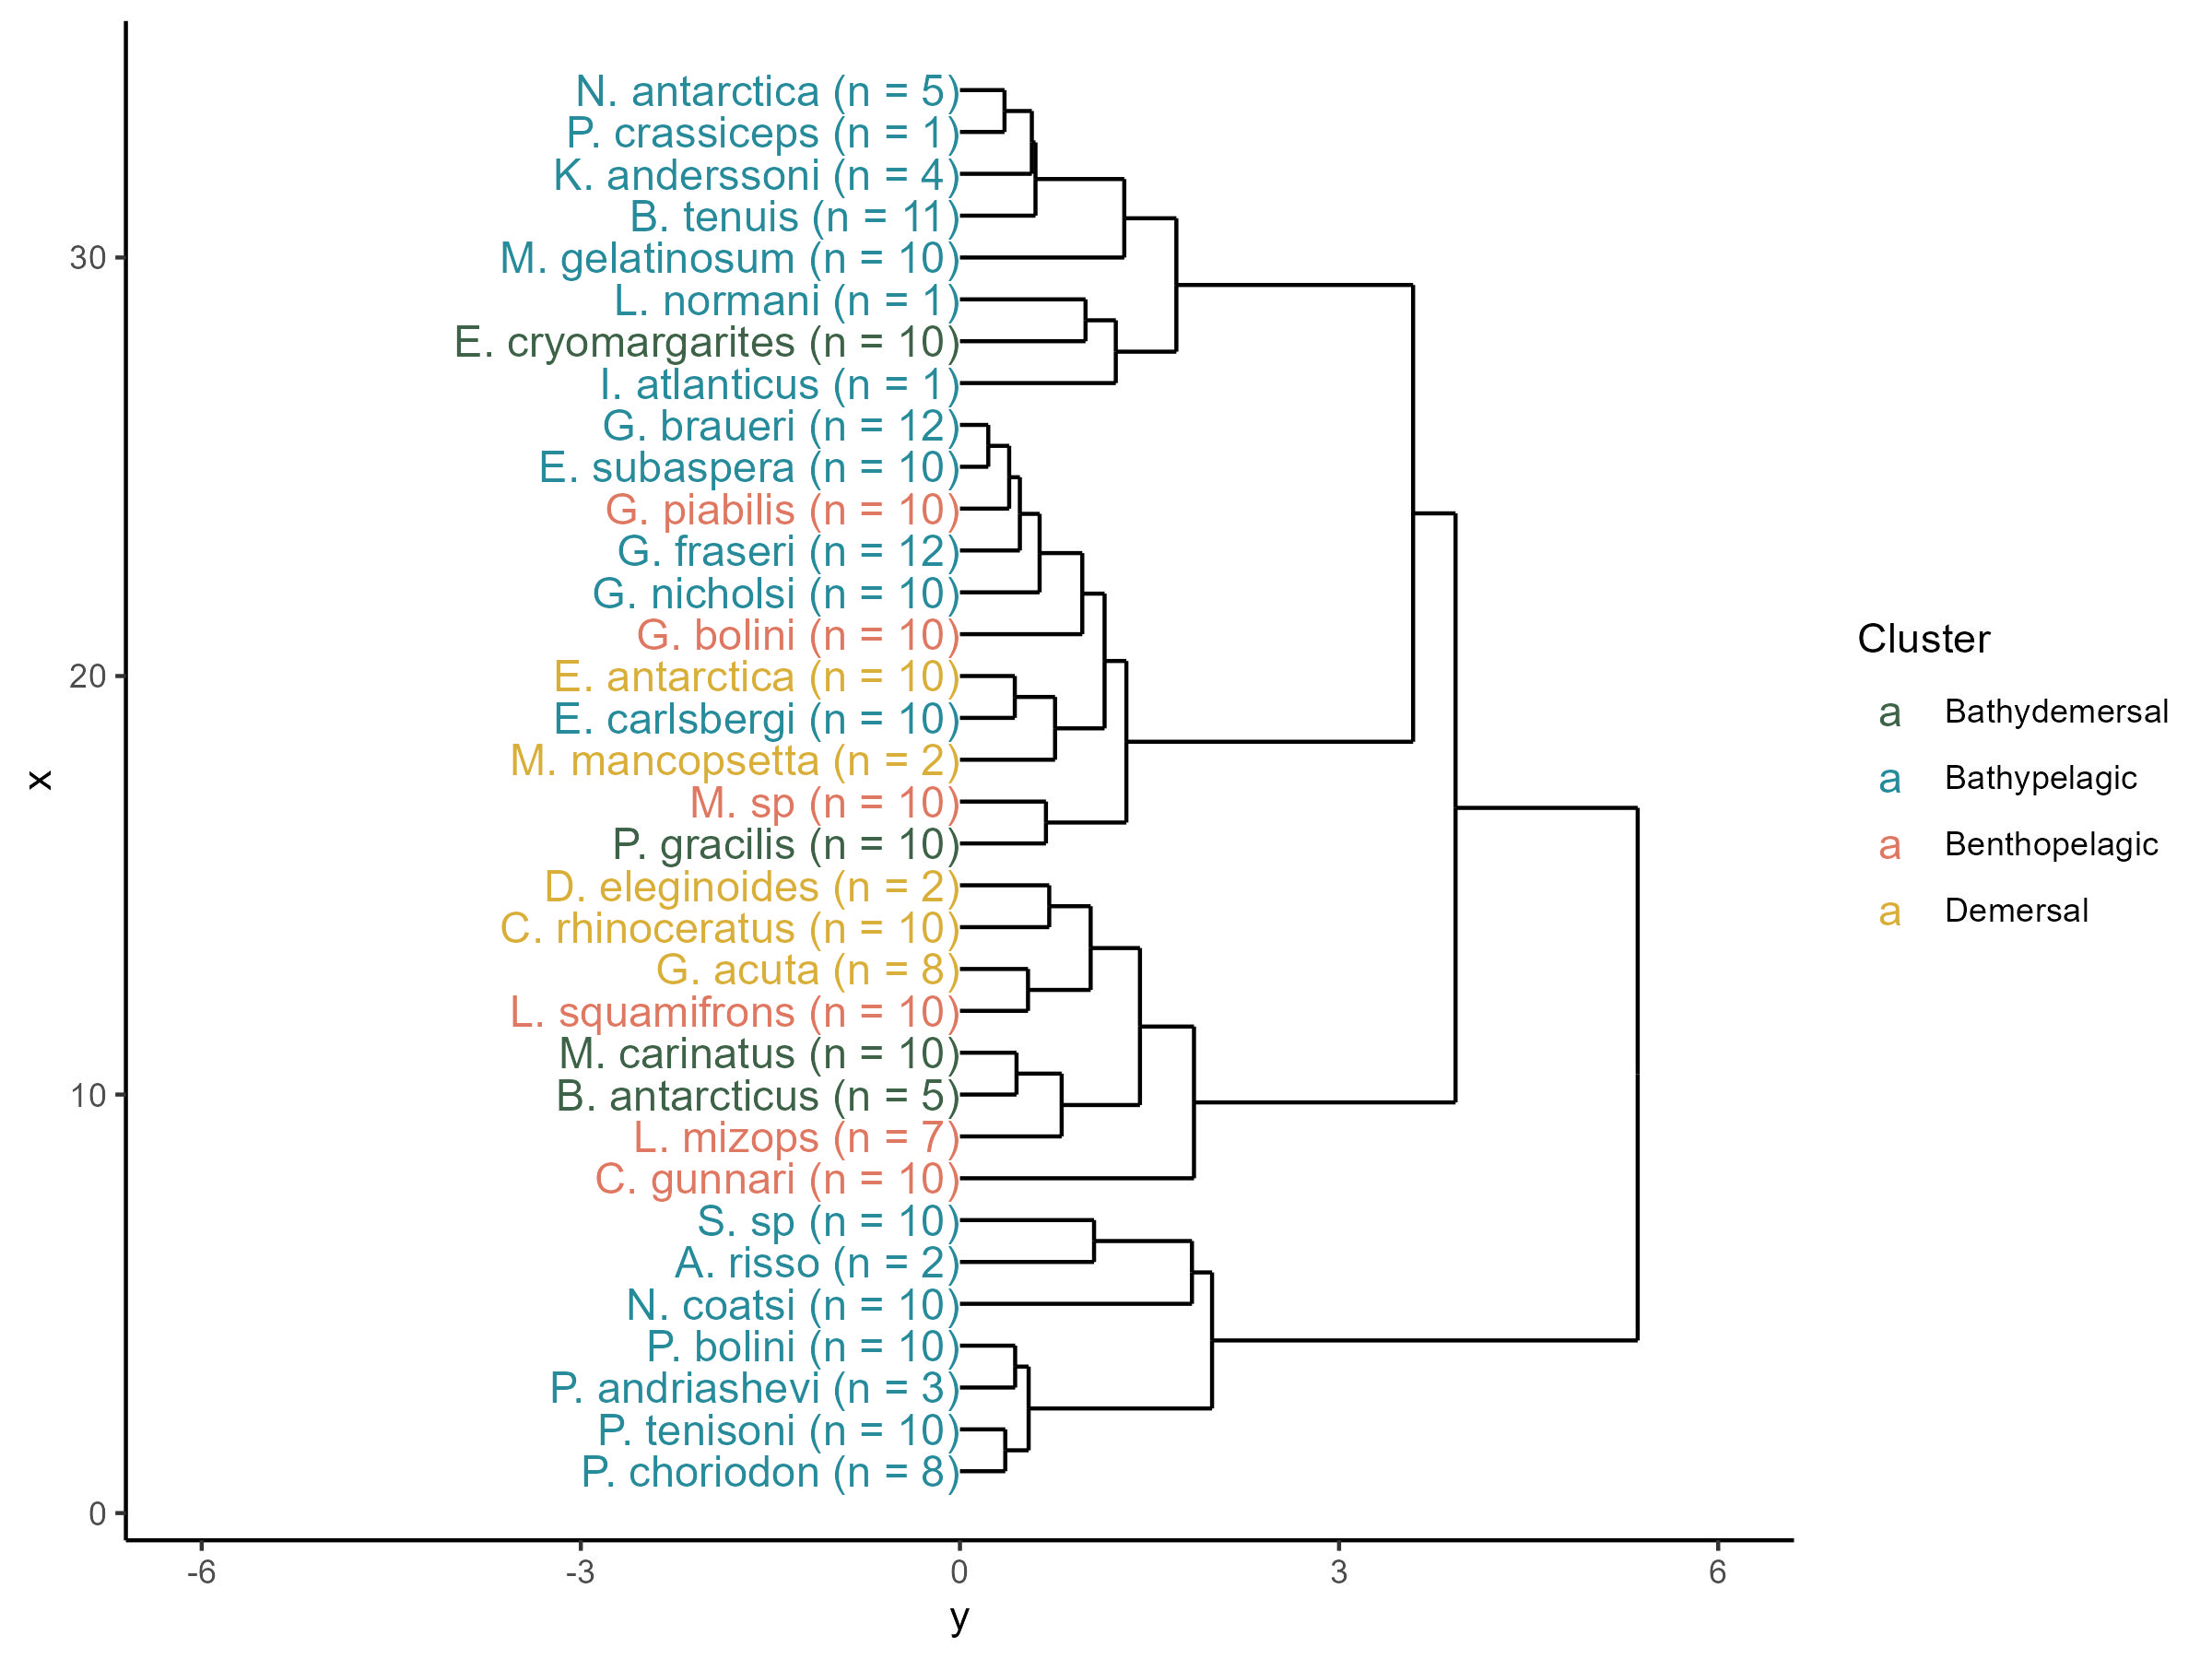 N. antarctica (n = 5)
P. crassiceps (n = 1)
K. anderssoni (n = 4)
B. tenuis (n = 11)
M. gelatinosum (n = 10)
L. normani (n = 1)
E. cryomargarites (n = 10)
I. atlanticus (n = 1)
G. braueri (n = 12)
E. subaspera (n = 10)
G. piabilis (n = 10)
G. fraseri (n = 12)
G. nicholsi (n = 10)
G. bolini (n = 10)
E. antarctica (n = 10)
E. carlsbergi (n = 10)
M. mancopsetta (n = 2)
M. sp (n = 10)
P. gracilis (n = 10)
D. eleginoides (n = 2)
C. rhinoceratus (n = 10)
G. acuta (n = 8)
L. squamifrons (n = 10)
M. carinatus (n = 10)
B. antarcticus (n = 5)
L. mizops (n = 7)
C. gunnari (n = 10)
S. sp (n = 10)
A. risso (n = 2)
N. coatsi (n = 10)
P. bolini (n = 10)
P. andriashevi (n = 3)
P. tenisoni (n = 10)
P. choriodon (n = 8)
30
20
10
0
x
-6 -3 0 3 6
y
Cluster
a Bathydemersal
a Bathypelagic
a Benthopelagic
a Demersal